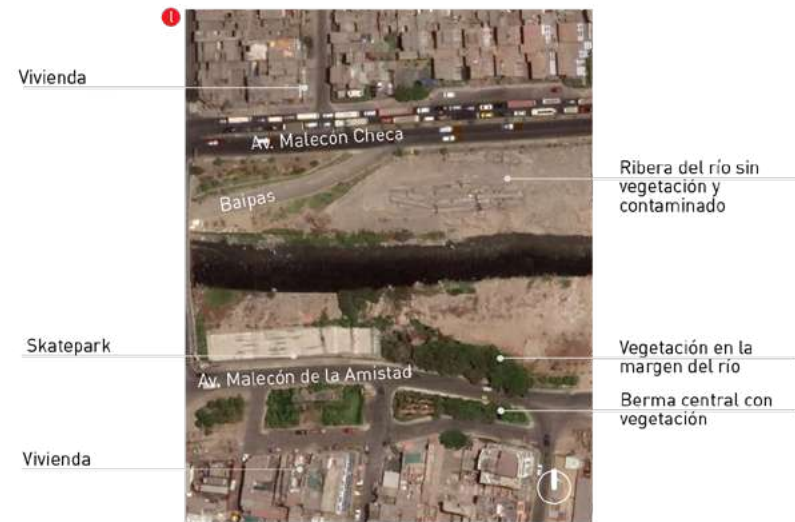 1
Vivienda
Av. Malecón Checa
Baipas
Ribera del río sin
vegetación y
contaminado
Skatepark
Av. Malecón de la Amistad
Vegetación en la
margen del río
Berma central con
vegetación
Vivienda